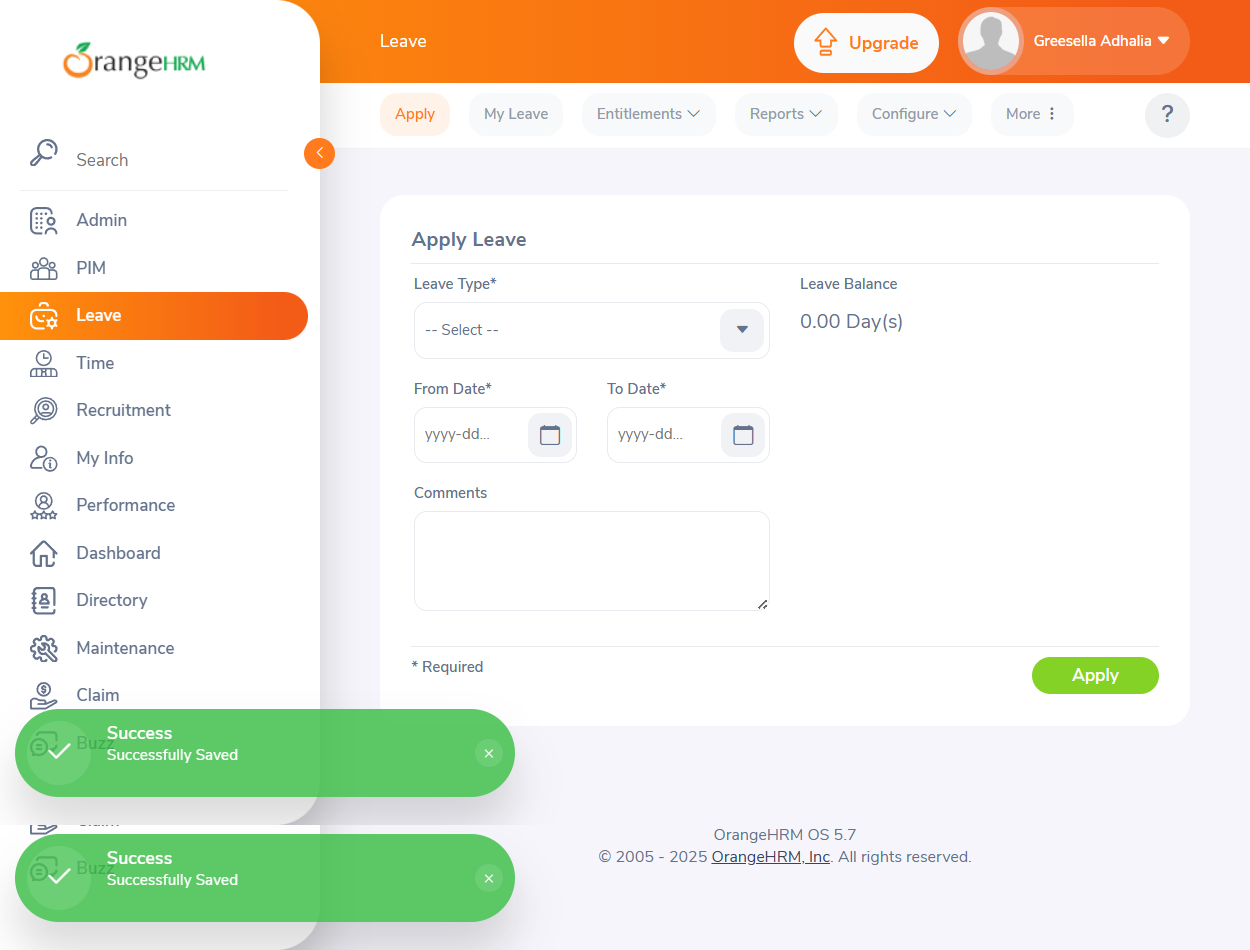 OrangeHRM
Leave
Upgrade
Greesella Adhalia
Apply
My Leave
Entitlements
Reports
Configure
More
?
Search
Admin
PIM
Leave
Time
Recruitment
My Info
Performance
Dashboard
Directory
Maintenance
Claim
Buzz
Apply Leave
Leave Type*
Leave Balance
-- Select --
0.00 Day(s)
From Date*
To Date*
yyyy-dd...
yyyy-dd...
Comments
* Required
Apply
Success
Successfully Saved
OrangeHRM OS 5.7
© 2005 - 2025 OrangeHRM, Inc. All rights reserved.
Claim
Buzz
Success
Successfully Saved